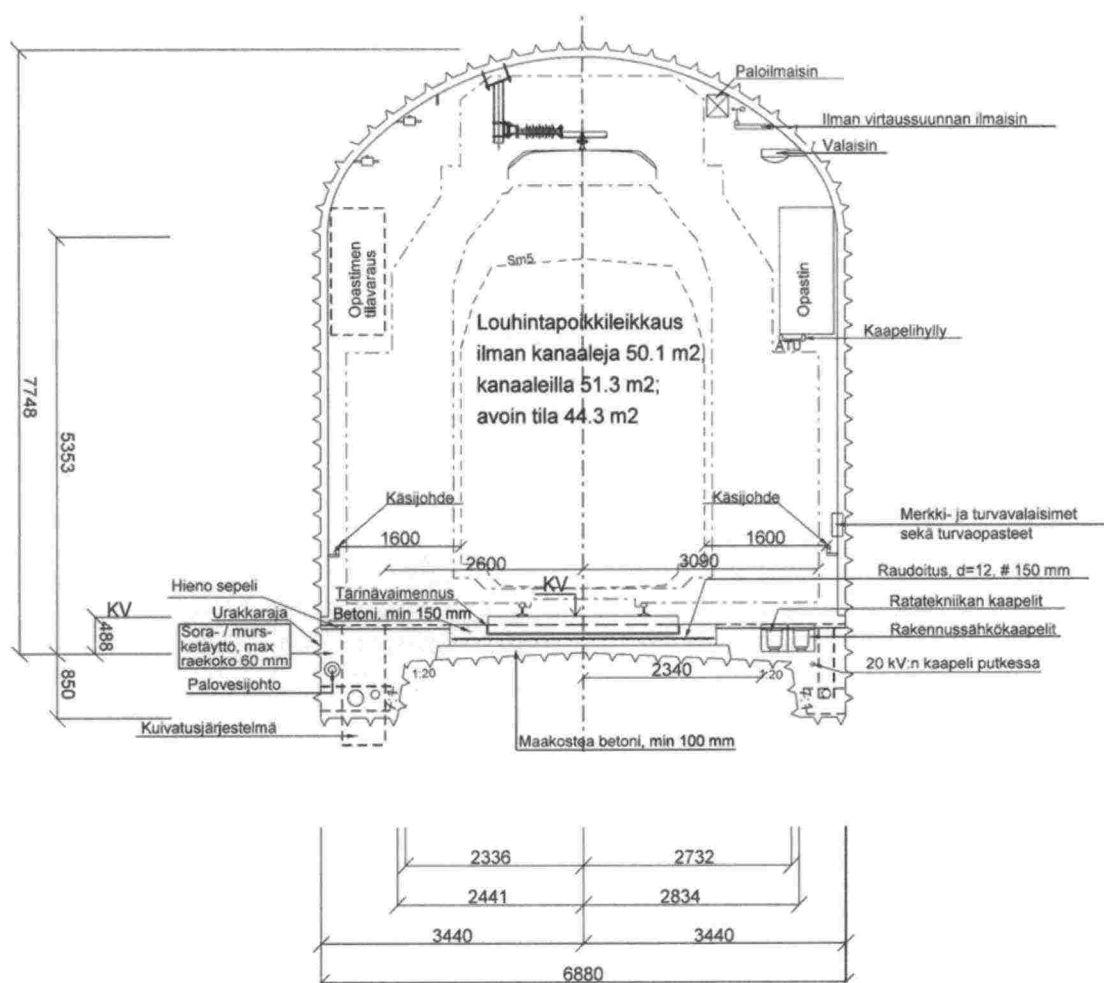 Paloilmaisin
Ilman virtaussuunnan ilmaisin
Valaisin
Opastimen
tilavaraus
Opastin
Sm5
Louhintapoikkileikkaus
ilman kanaaleja 50.1 m2,
kanaaleilla 51.3 m2;
avoin tila 44.3 m2
Kaapelihylly
ATU
7748
5353
Käsijohde
Käsijohde
Merkki- ja turvavalaisimet
sekä turvaopasteet
1600
1600
2600
3090
Raudoitus, d=12, # 150 mm
Hieno sepeli
KV
Tärinävaimennus
KV
Ratatekniikan kaapelit
Urakkaraja
Betoni, min 150 mm
488
Rakennussähkökaapelit
Sora- / murs-
ketäyttö, max
raekoko 60 mm
20 kV:n kaapeli putkessa
850
1:20
2340
1:20
Palovesijohto
Kuivatusjärjestelmä
Maakostea betoni, min 100 mm
2336
2732
2441
2834
3440
3440
6880